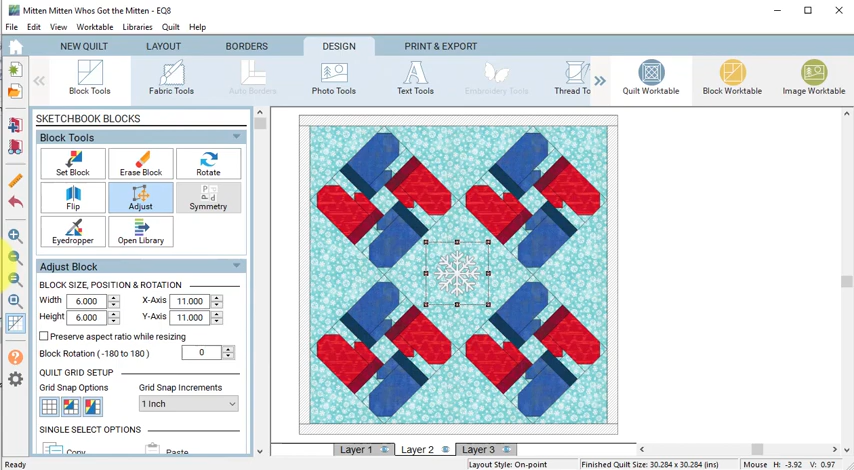 Mitten Mitten Whos Got the Mitten - EQ8
File Edit View Worktable Libraries Quilt Help
NEW QUILT LAYOUT BORDERS DESIGN PRINT & EXPORT
Block Tools Fabric Tools Auto Borders Photo Tools Text Tools Embroidery Tools Thread To Quilt Worktable Block Worktable Image Worktable
SKETCHBOOK BLOCKS
Block Tools
Set Block Erase Block Rotate
Flip Adjust Symmetry
Eyedropper Open Library
Adjust Block
BLOCK SIZE, POSITION & ROTATION
Width 6.000 X-Axis 11.000
Height 6.000 Y-Axis 11.000
Preserve aspect ratio while resizing
Block Rotation (-180 to 180) 0
QUILT GRID SETUP
Grid Snap Options Grid Snap Increments
1 Inch
SINGLE SELECT OPTIONS
Copy Paste
Layer 1 Layer 2 Layer 3
Ready Layout Style: On-point Finished Quilt Size: 30.284 x 30.284 (ins) Mouse H: -3.92 V: 0.97